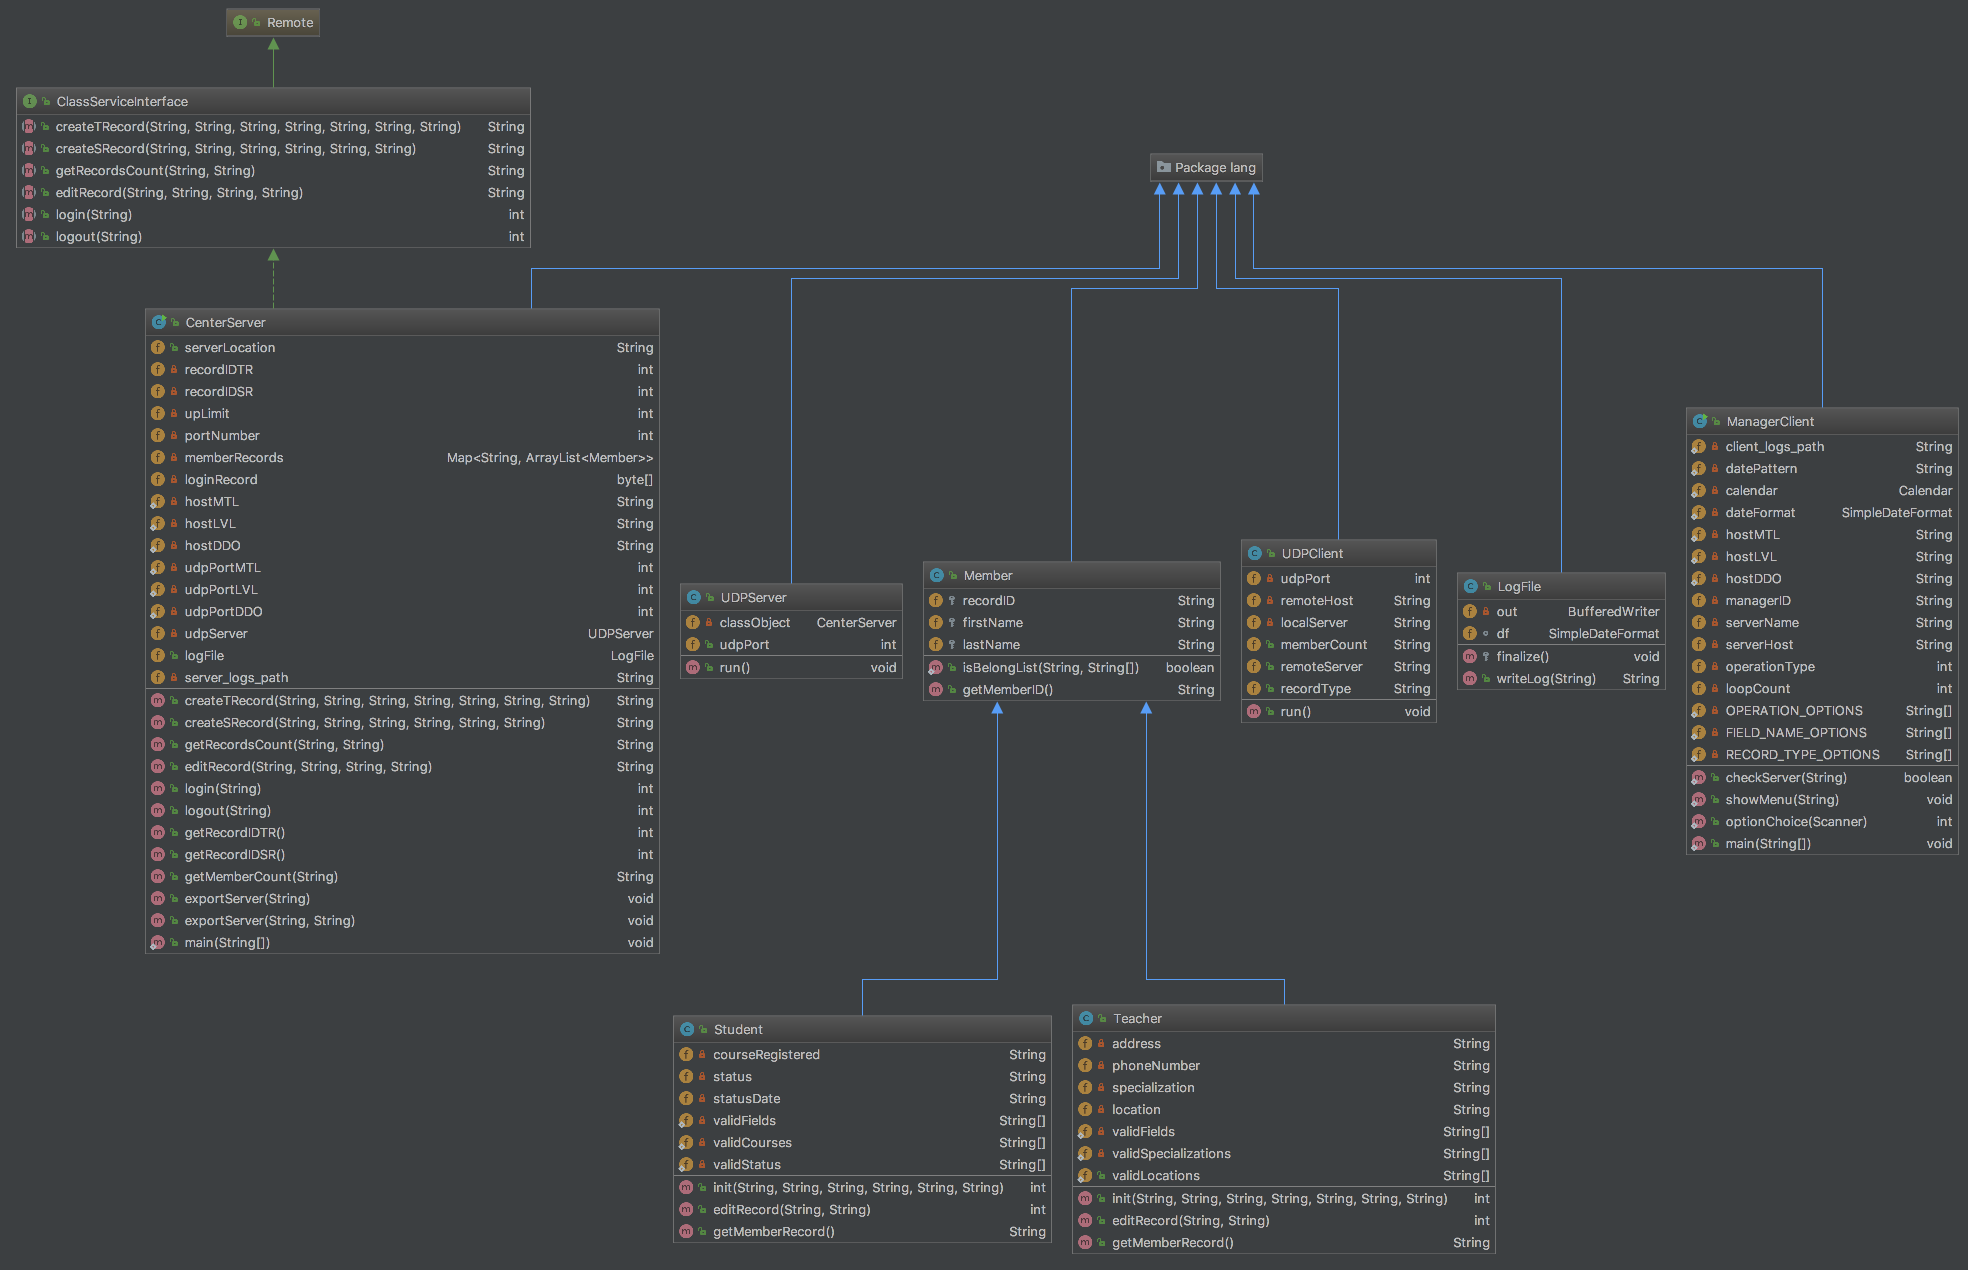 Remote
ClassServiceInterface
createTRecord(String, String, String, String, String, String, String) String
createSRecord(String, String, String, String, String, String) String
getRecordsCount(String, String) String
editRecord(String, String, String, String) String
login(String) int
logout(String) int
Package lang
CenterServer
serverLocation String
recordIDTR int
recordIDSR int
upLimit int
portNumber int
memberRecords Map<String, ArrayList<Member>>
loginRecord byte[]
hostMTL String
hostLVL String
hostDDO String
udpPortMTL int
udpPortLVL int
udpPortDDO int
udpServer UDPServer
logFile LogFile
server_logs_path String
createTRecord(String, String, String, String, String, String, String) String
createSRecord(String, String, String, String, String, String) String
getRecordsCount(String, String) String
editRecord(String, String, String, String) String
login(String) int
logout(String) int
getRecordIDTR() int
getRecordIDSR() int
getMemberCount(String) String
exportServer(String) void
exportServer(String, String) void
main(String[]) void
UDPServer
classObject CenterServer
udpPort int
run() void
Member
recordID String
firstName String
lastName String
isBelongList(String, String[]) boolean
getMemberID() String
UDPClient
udpPort int
remoteHost String
localServer String
memberCount String
remoteServer String
recordType String
run() void
LogFile
out BufferedWriter
df SimpleDateFormat
finalize() void
writeLog(String) String
ManagerClient
client_logs_path String
datePattern String
calendar Calendar
dateFormat SimpleDateFormat
hostMTL String
hostLVL String
hostDDO String
managerID String
serverName String
serverHost String
operationType int
loopCount int
OPERATION_OPTIONS String[]
FIELD_NAME_OPTIONS String[]
RECORD_TYPE_OPTIONS String[]
checkServer(String) boolean
showMenu(String) void
optionChoice(Scanner) int
main(String[]) void
Student
courseRegistered String
status String
statusDate String
validFields String[]
validCourses String[]
validStatus String[]
init(String, String, String, String, String, String) int
editRecord(String, String) int
getMemberRecord() String
Teacher
address String
phoneNumber String
specialization String
location String
validFields String[]
validSpecializations String[]
validLocations String[]
init(String, String, String, String, String, String, String) int
editRecord(String, String) int
getMemberRecord() String